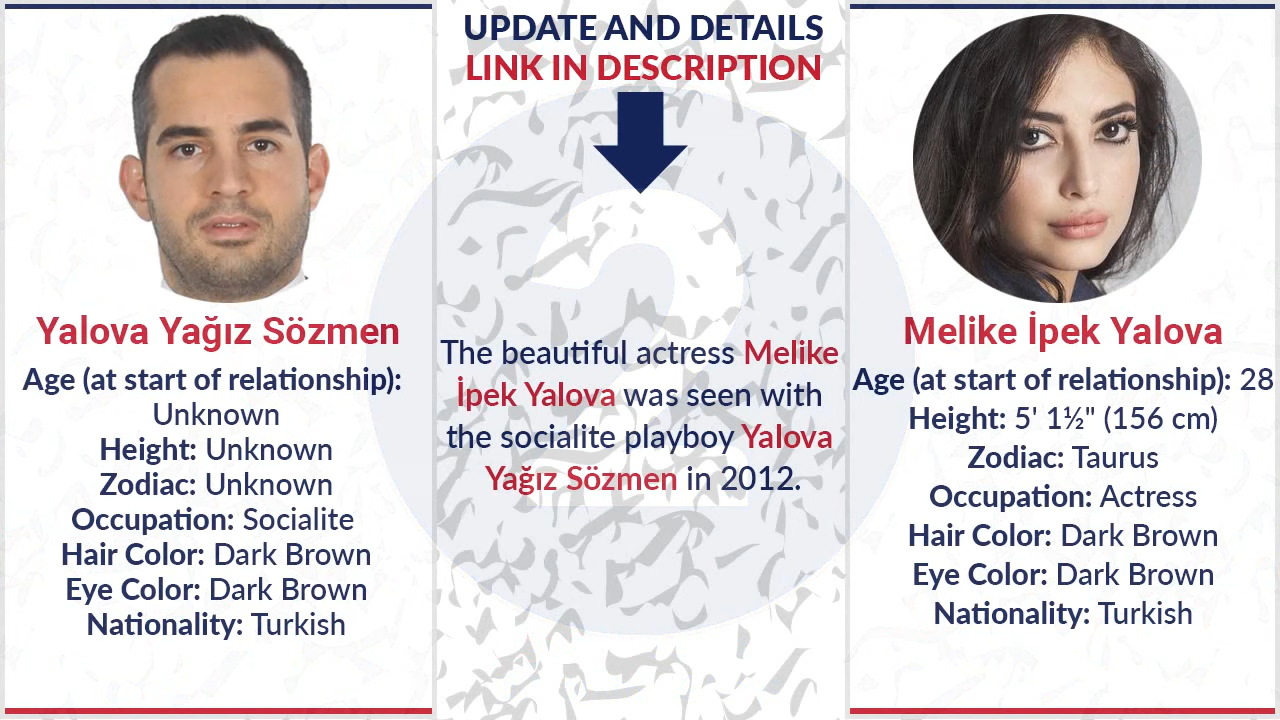 Yalova Yağız Sözmen
Age (at start of relationship):
Unknown
Height: Unknown
Zodiac: Unknown
Occupation: Socialite
Hair Color: Dark Brown
Eye Color: Dark Brown
Nationality: Turkish
UPDATE AND DETAILS
LINK IN DESCRIPTION
The beautiful actress Melike
İpek Yalova was seen with
the socialite playboy Yalova
Yağız Sözmen in 2012.
Melike İpek Yalova
Age (at start of relationship): 28
Height: 5' 1½" (156 cm)
Zodiac: Taurus
Occupation: Actress
Hair Color: Dark Brown
Eye Color: Dark Brown
Nationality: Turkish